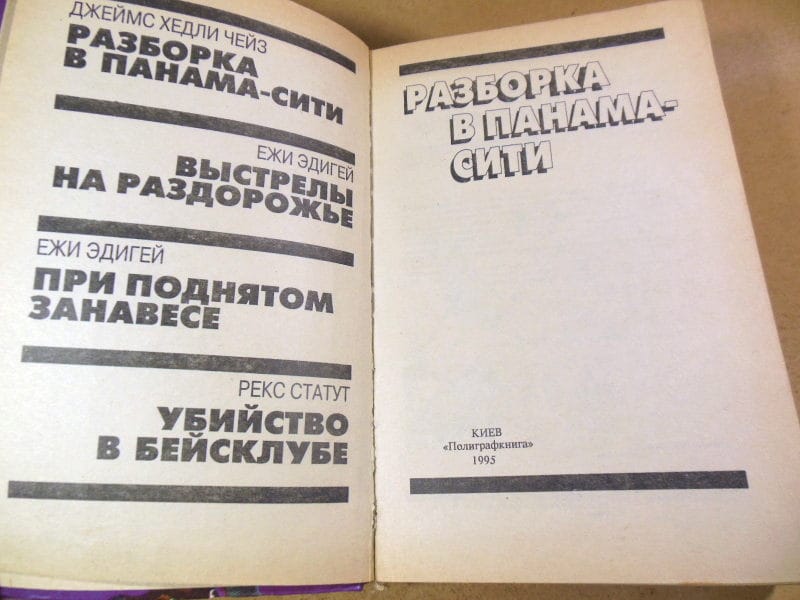 ДЖЕЙМС ХЕДЛИ ЧЕЙЗ
РАЗБОРКА
В ПАНАМА-СИТИ
ЕЖИ ЭДИГЕЙ
ВЫСТРЕЛЫ
НА РАЗДОРОЖЬЕ
ЕЖИ ЭДИГЕЙ
ПРИ ПОДНЯТОМ
ЗАНАВЕСЕ
РЕКС СТАТУТ
УБИЙСТВО
В БЕЙСКЛУБЕ
РАЗБОРКА
В ПАНАМА-
СИТИ
КИЕВ
«Полиграфкнига»
1995